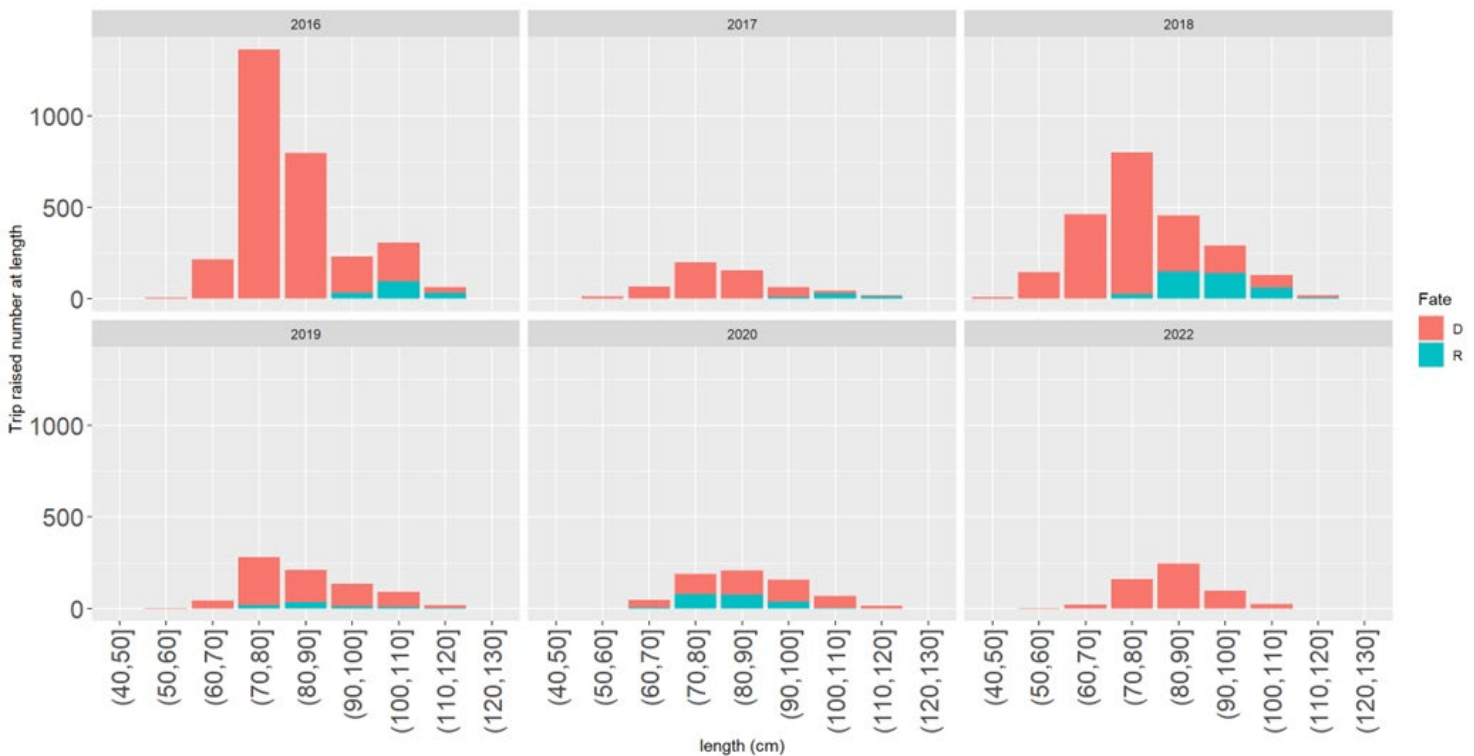 2016 2017 2018
1000
500
0
2019 2020 2022
1000
500
0
(40,50] (50,60] (60,70] (70,80] (80,90] (90,100] (100,110] (110,120] (120,130] (40,50] (50,60] (60,70] (70,80] (80,90] (90,100] (100,110] (110,120] (120,130] (40,50] (50,60] (60,70] (70,80] (80,90] (90,100] (100,110] (110,120] (120,130]
length (cm)
Trip raised number at length
Fate
D
R